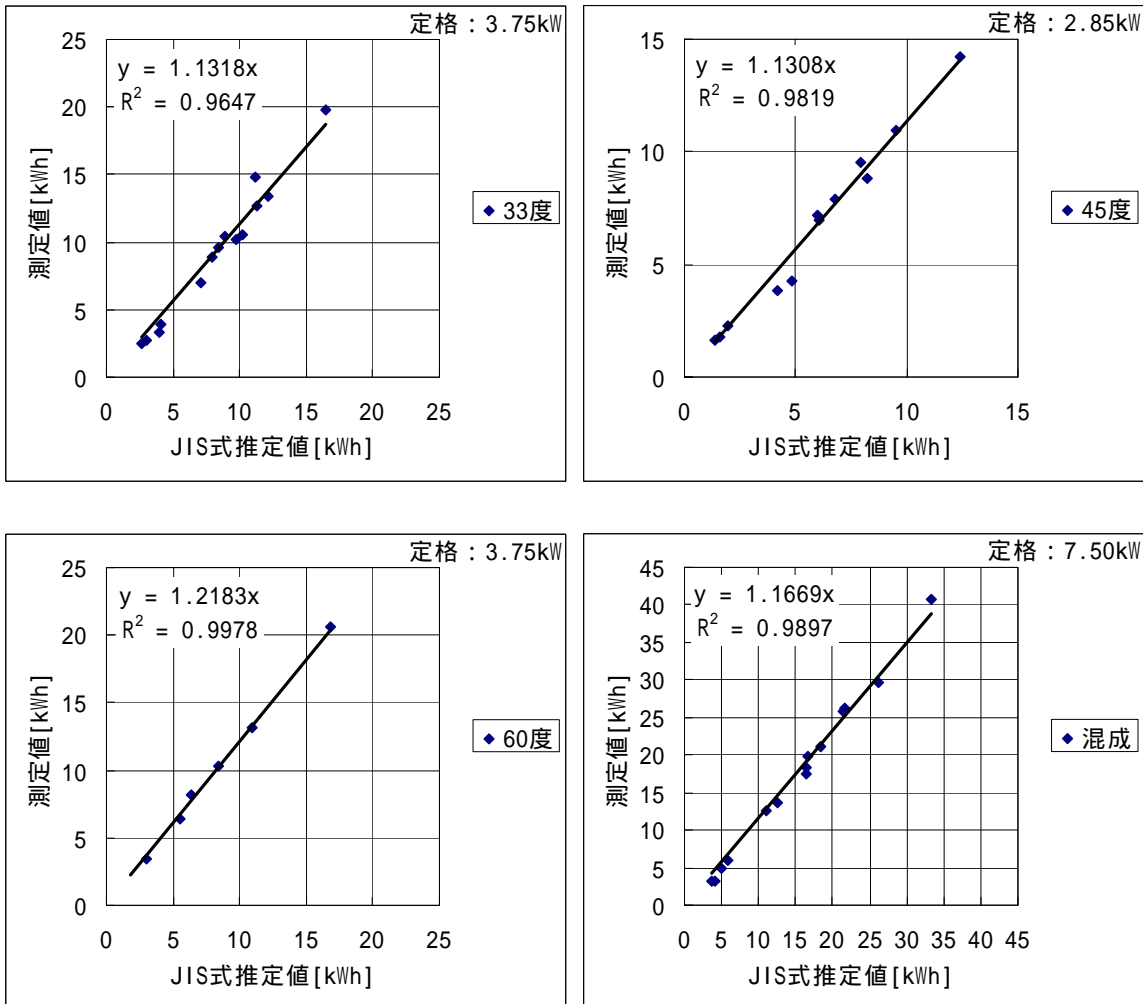 定格：3.75kW
25
20
15
10
5
0
y = 1.1318x
R² = 0.9647
測定値[kWh]
0 5 10 15 20 25
JIS式推定値[kWh]
33度
定格：2.85kW
15
10
5
0
y = 1.1308x
R² = 0.9819
測定値[kWh]
0 5 10 15
JIS式推定値[kWh]
45度
定格：3.75kW
25
20
15
10
5
0
y = 1.2183x
R² = 0.9978
測定値[kWh]
0 5 10 15 20 25
JIS式推定値[kWh]
60度
定格：7.50kW
45
40
35
30
25
20
15
10
5
0
y = 1.1669x
R² = 0.9897
測定値[kWh]
0 5 10 15 20 25 30 35 40 45
JIS式推定値[kWh]
混成